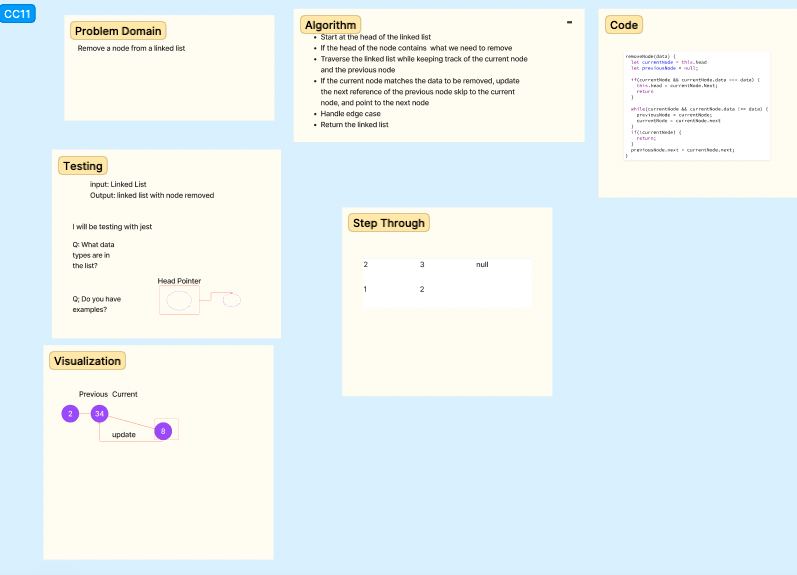 CC11
Problem Domain
Remove a node from a linked list
Algorithm
-
• Start at the head of the linked list
• If the head of the node contains what we need to remove
• Traverse the linked list while keeping track of the current node
and the previous node
• If the current node matches the data to be removed, update
the next reference of the previous node skip to the current
node, and point to the next node
• Handle edge case
• Return the linked list
Code
removeNode(data) {
let currentNode = this.head
let previousNode = null;
if(currentNode && currentNode.data === data) {
this.head = currentNode.Next;
return
}
while(currentNode && currentNode.data !== data) {
previousNode = currentNode;
currentNode = currentNode.next
}
if(!currentNode) {
return;
}
previousNode.next = currentNode.next;
}
Testing
Input: Linked List
Output: linked list with node removed
I will be testing with jest
Q: What data
types are in
the list?
Head Pointer
Q; Do you have
examples?
Step Through
2 3 null
1 2
Visualization
Previous Current
2 34
8
update